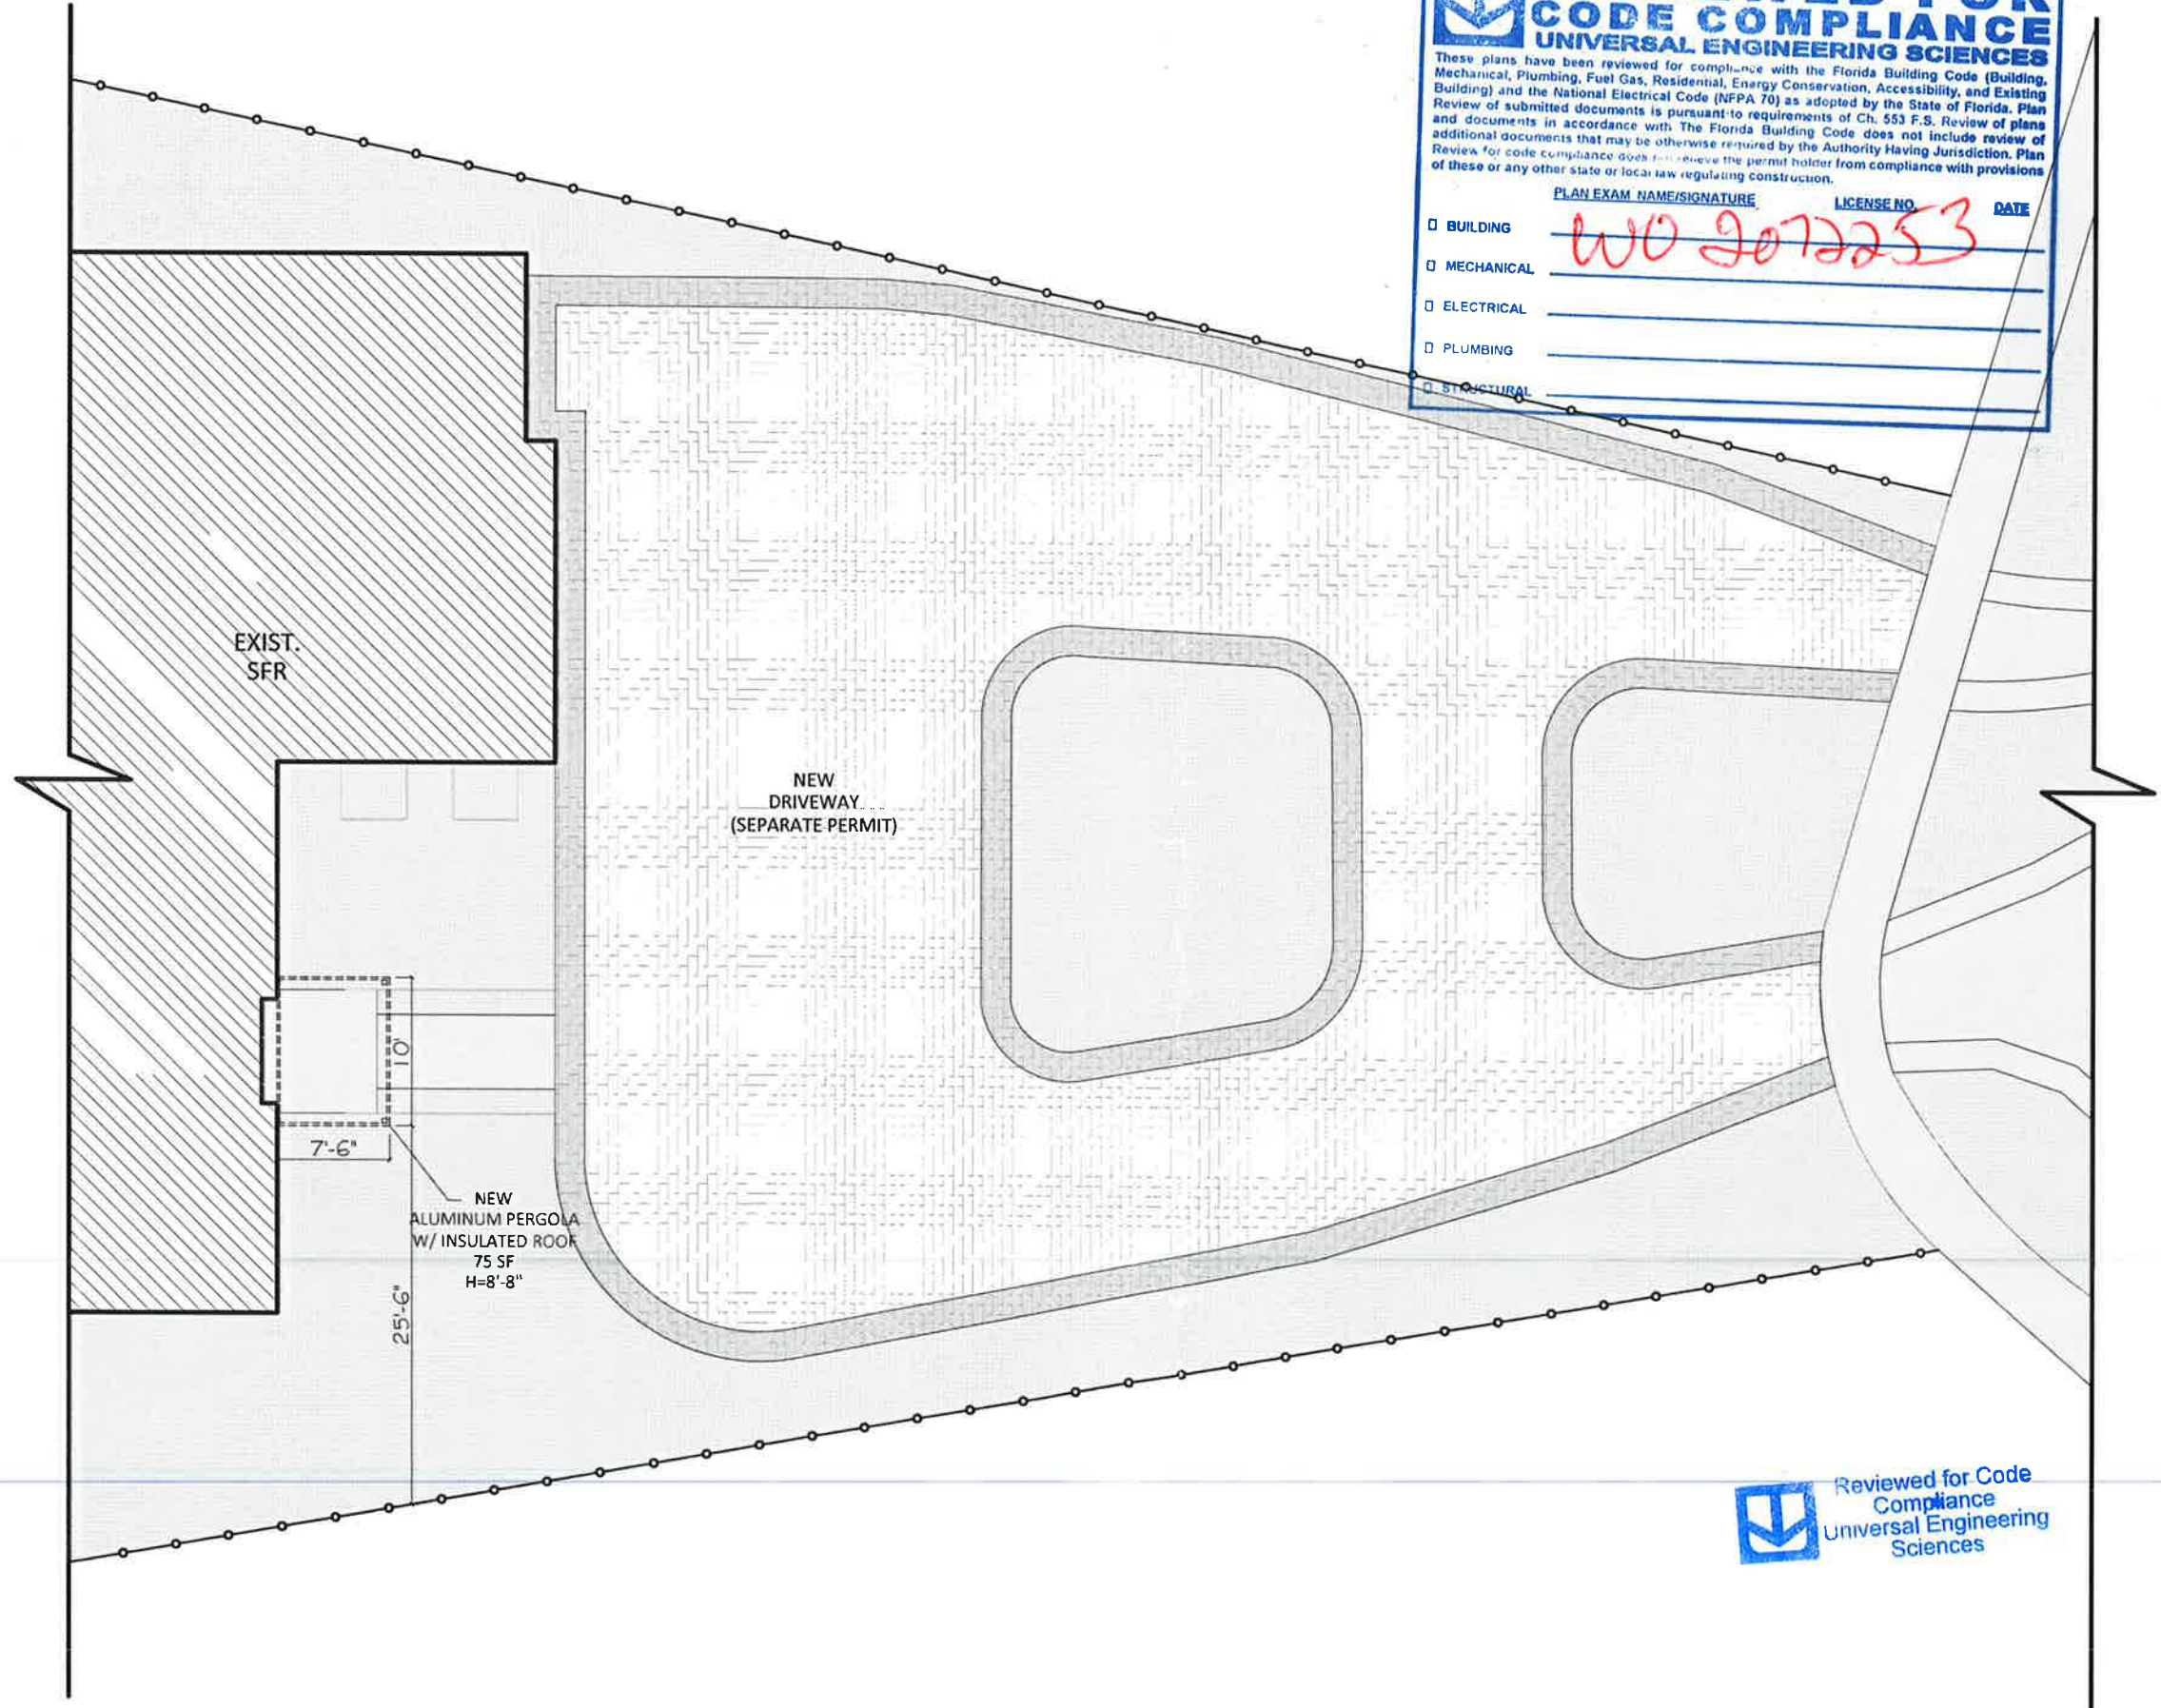 CODE COMPLIANCE
UNIVERSAL ENGINEERING SCIENCES
These plans have been reviewed for compliance with the Florida Building Code (Building,
Mechanical, Plumbing, Fuel Gas, Residential, Energy Conservation, Accessibility, and Existing
Building) and the National Electrical Code (NFPA 70) as adopted by the State of Florida. Plan
Review of submitted documents is pursuant to requirements of Ch. 553 F.S. Review of plans
and documents in accordance with The Florida Building Code does not include review of
additional documents that may be otherwise required by the Authority Having Jurisdiction. Plan
Review for code compliance does relieve the permit holder from compliance with provisions
of these or any other state or local law regulating construction.
PLAN EXAM NAME/SIGNATURE LICENSE NO. DATE
BUILDING
WO 2072253
MECHANICAL
ELECTRICAL
PLUMBING
STRUCTURAL
EXIST.
SFR
NEW
DRIVEWAY
(SEPARATE PERMIT)
10'
7'-6"
NEW
ALUMINUM PERGOLA
W/ INSULATED ROOF
75 SF
H=8'-8"
25'-6"
Reviewed for Code
Compliance
Universal Engineering
Sciences